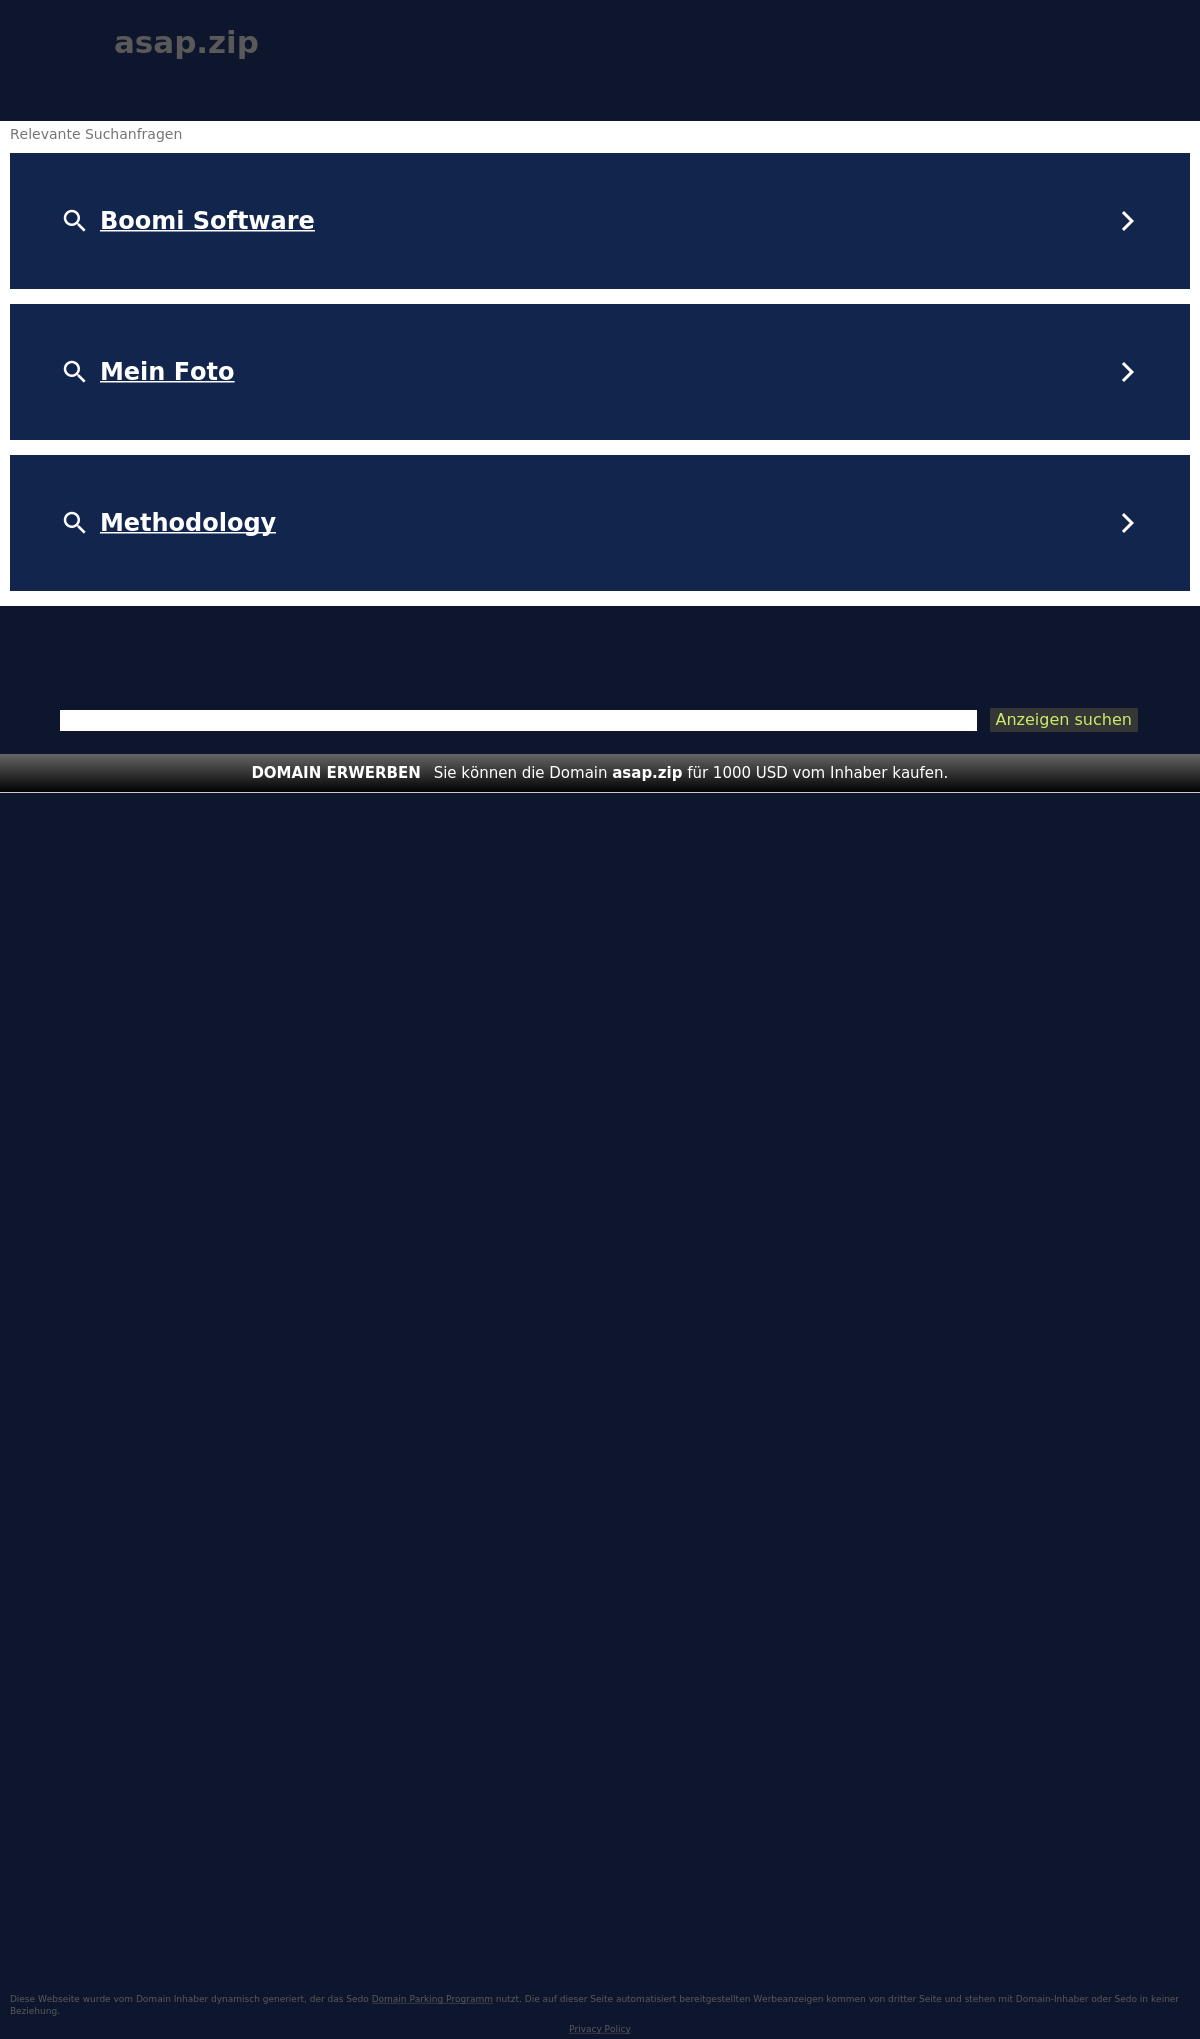 asap.zip
Relevante Suchanfragen
Boomi Software
Mein Foto
Methodology
Anzeigen suchen
DOMAIN ERWERBEN Sie können die Domain asap.zip für 1000 USD vom Inhaber kaufen.
Diese Webseite wurde vom Domain Inhaber dynamisch generiert, der das Sedo Domain Parking Programm nutzt. Die auf dieser Seite automatisiert bereitgestellten Werbeanzeigen kommen von dritter Seite und stehen mit Domain-Inhaber oder Sedo in keiner
Beziehung.
Privacy Policy